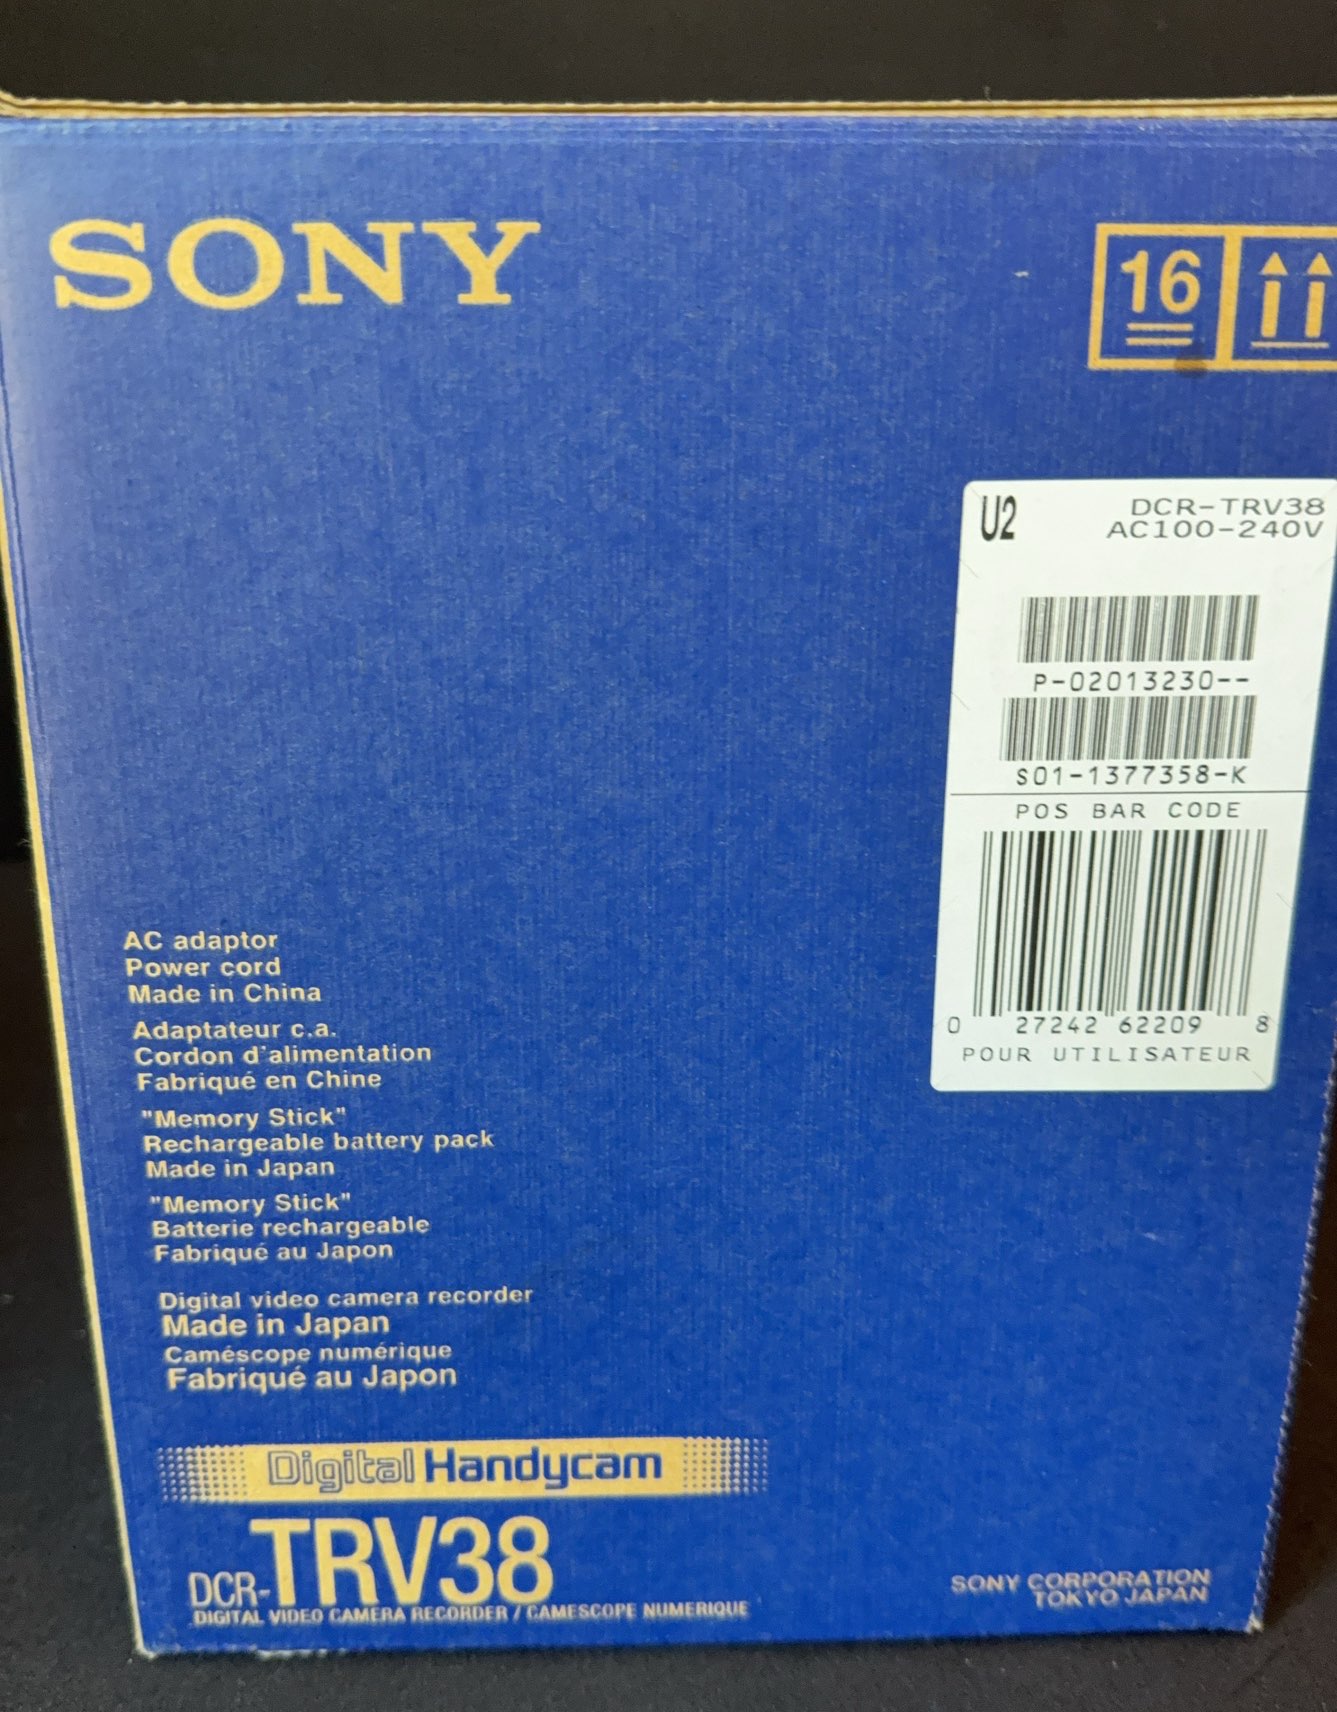 SONY
16
U2
DCR-TRV38
AC100-240V
P-02013230--
S01-1377358-K
POS BAR CODE
0 27242 62209 8
POUR UTILISATEUR
AC adaptor
Power cord
Made in China
Adaptateur c.a.
Cordon d'alimentation
Fabriqué en Chine
"Memory Stick"
Rechargeable battery pack
Made in Japan
"Memory Stick"
Batterie rechargeable
Fabriqué au Japon
Digital video camera recorder
Made in Japan
Caméscope numérique
Fabriqué au Japon
Digital Handycam
DCR-TRV38
DIGITAL VIDEO CAMERA RECORDER / CAMESCOPE NUMERIQUE
SONY CORPORATION
TOKYO JAPAN